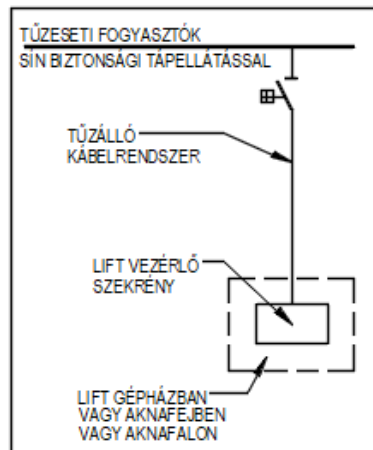 TŰZESETI FOGYASZTÓK
SÍN BIZTONSÁGI TÁPELLÁTÁSSAL
TŰZÁLLÓ
KÁBELRENDSZER
LIFT VEZÉRLŐ
SZEKRÉNY
LIFT GÉPHÁZBAN
VAGY AKNAFEJBEN
VAGY AKNAFALON